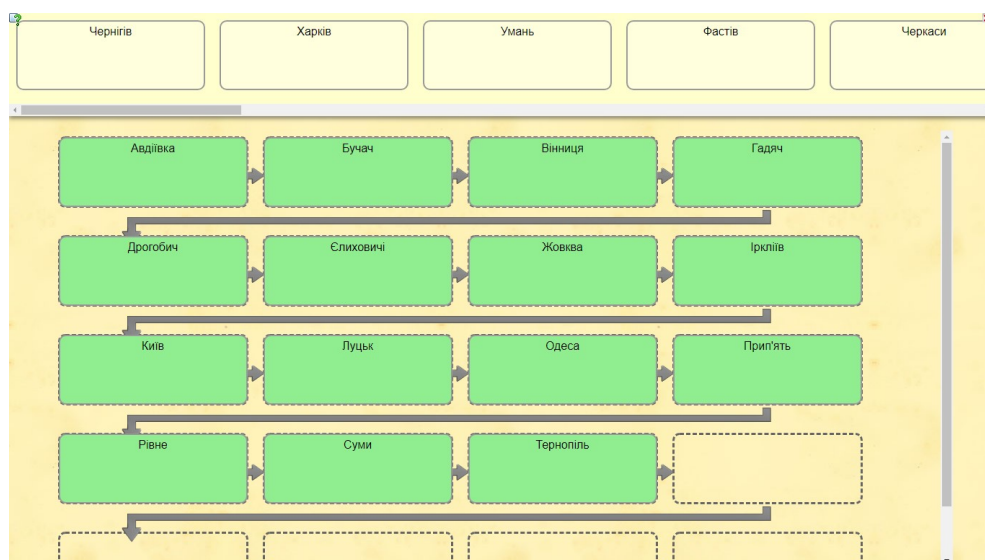 Чернігів
Харків
Умань
Фастів
Черкаси
Авдіївка
Бучач
Вінниця
Гадяч
Дрогобич
Єлиховичі
Жовква
Іркліїв
Київ
Луцьк
Одеса
Прип'ять
Рівне
Суми
Тернопіль